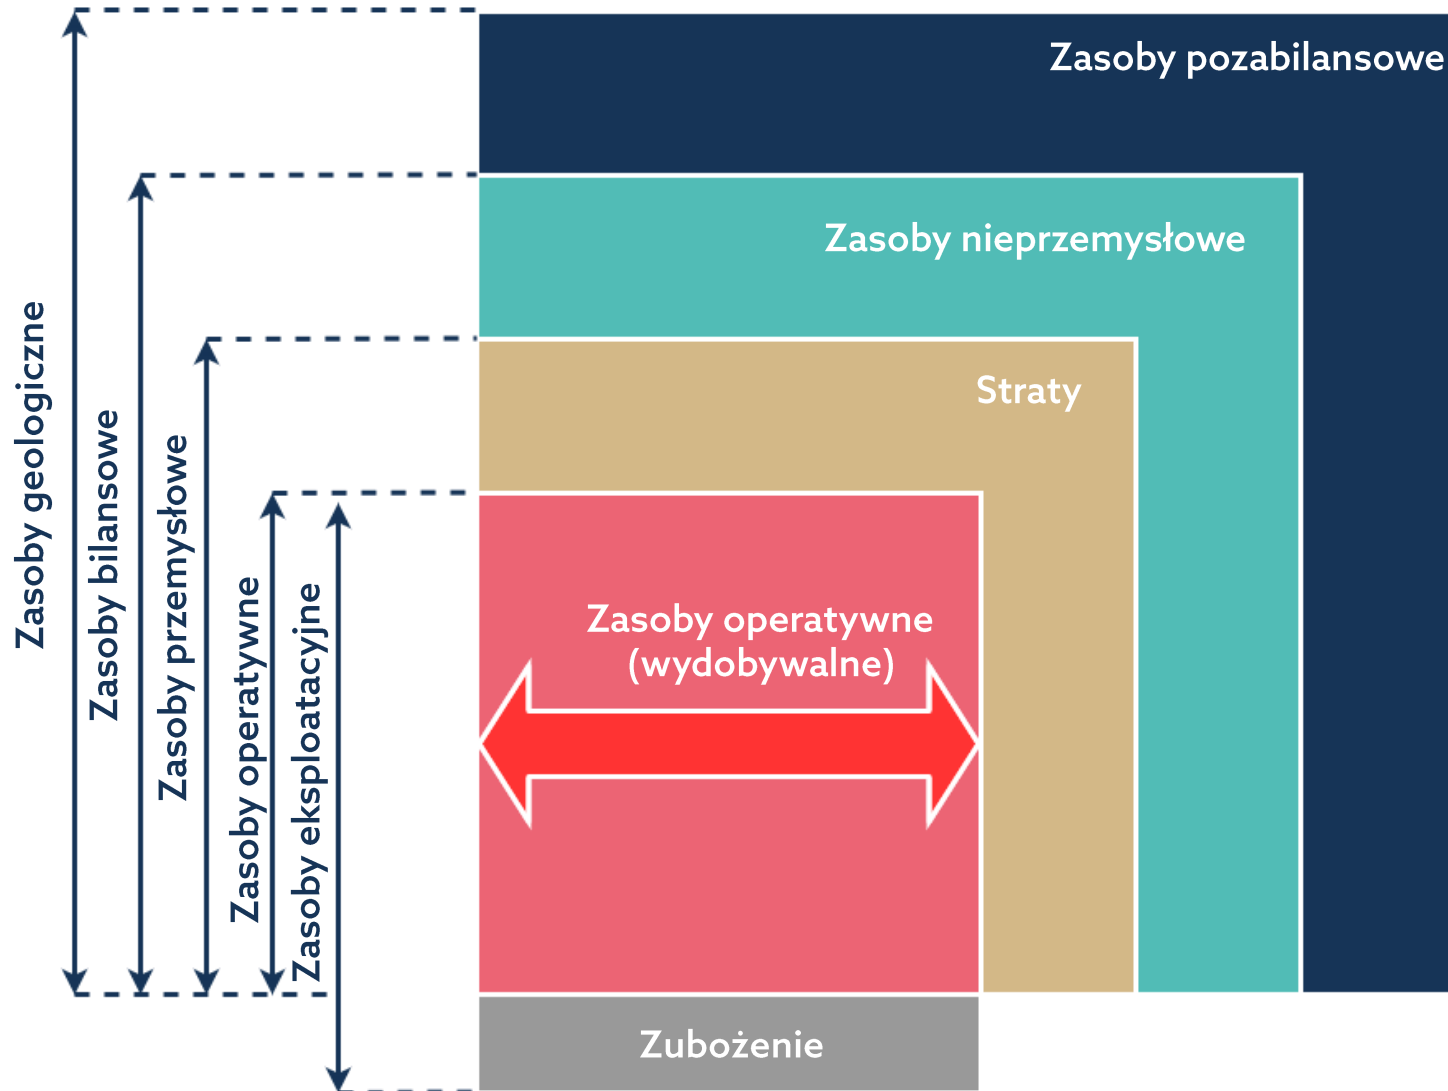 Zasoby pozabilansowe
Zasoby nieprzemysłowe
Straty
Zasoby operatywne
(wydobywalne)
Zubożenie
Zasoby geologiczne
Zasoby bilansowe
Zasoby przemysłowe
Zasoby operatywne
Zasoby eksploatacyjne